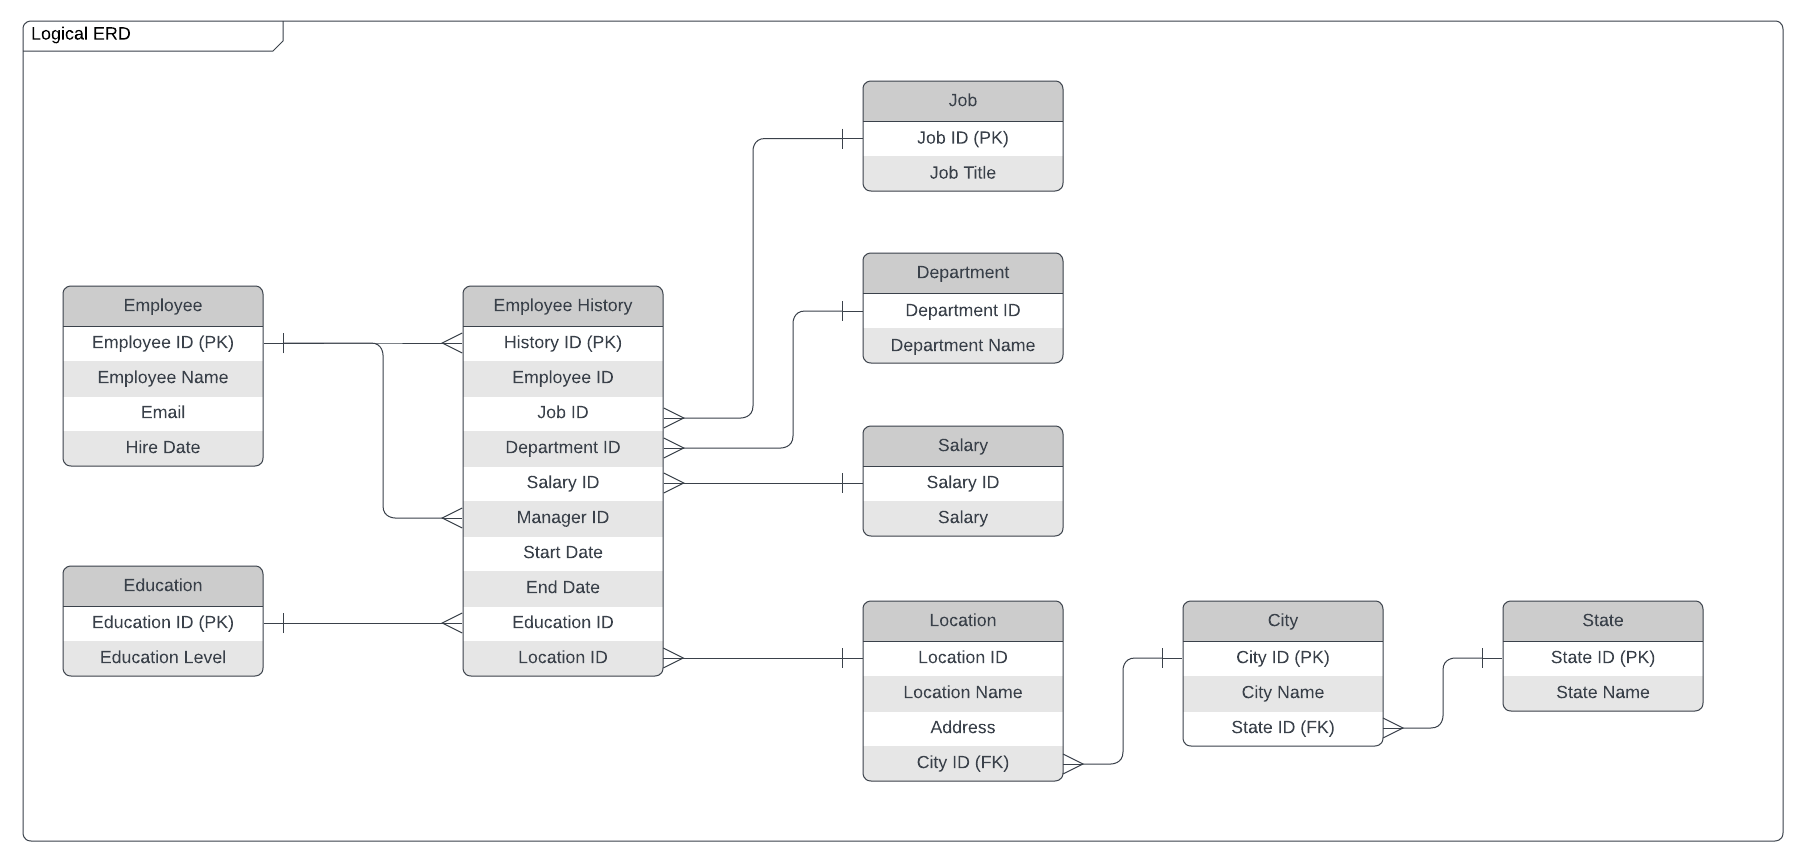 Logical ERD
Job
Job ID (PK)
Job Title
Department
Department ID
Department Name
Employee
Employee ID (PK)
Employee Name
Email
Hire Date
Employee History
History ID (PK)
Employee ID
Job ID
Department ID
Salary ID
Manager ID
Start Date
End Date
Education ID
Location ID
Salary
Salary ID
Salary
Education
Education ID (PK)
Education Level
Location
Location ID
Location Name
Address
City ID (FK)
City
City ID (PK)
City Name
State ID (FK)
State
State ID (PK)
State Name